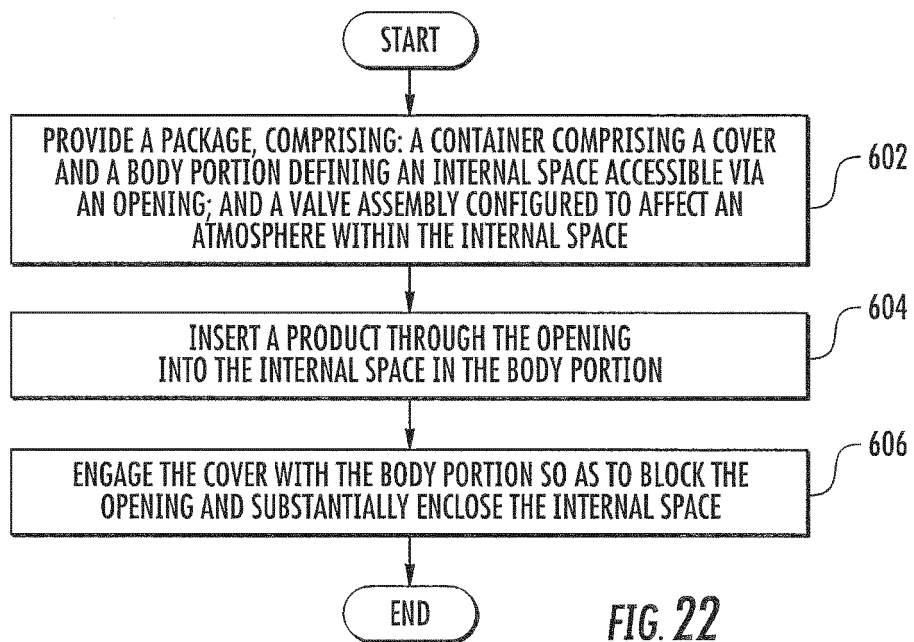 START
PROVIDE A PACKAGE, COMPRISING: A CONTAINER COMPRISING A COVER
AND A BODY PORTION DEFINING AN INTERNAL SPACE ACCESSIBLE VIA
AN OPENING; AND A VALVE ASSEMBLY CONFIGURED TO AFFECT AN
ATMOSPHERE WITHIN THE INTERNAL SPACE
602
INSERT A PRODUCT THROUGH THE OPENING
INTO THE INTERNAL SPACE IN THE BODY PORTION
604
ENGAGE THE COVER WITH THE BODY PORTION SO AS TO BLOCK THE
OPENING AND SUBSTANTIALLY ENCLOSE THE INTERNAL SPACE
606
END
FIG. 22